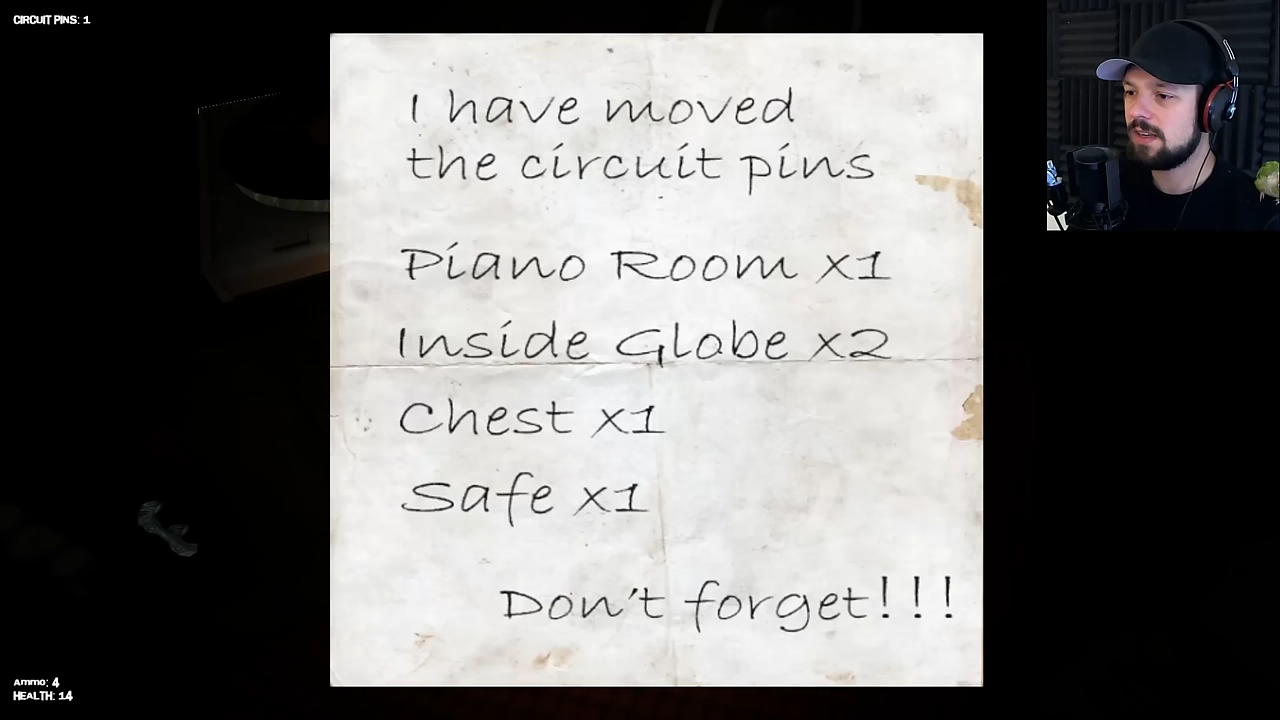 CIRCUIT PINS: 1
I have moved
the circuit pins
Piano Room x1
Inside Globe x2
Chest x1
Safe x1
Don't forget!!!
Ammo: 4
HEALTH: 14